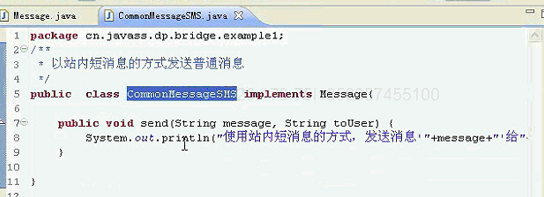 Message.java CommonMessageSMS.java
1 package cn.javass.dp.bridge.example1;
2 /**
3 * 以站内短消息的方式发送普通消息
4 */
5 public class CommonMessageSMS implements Message{
6
7 public void send(String message, String toUser) {
8 System.out.println("使用站内短消息的方式，发送消息'"+message+"'给"
9 }
10
11 }
12
77455100